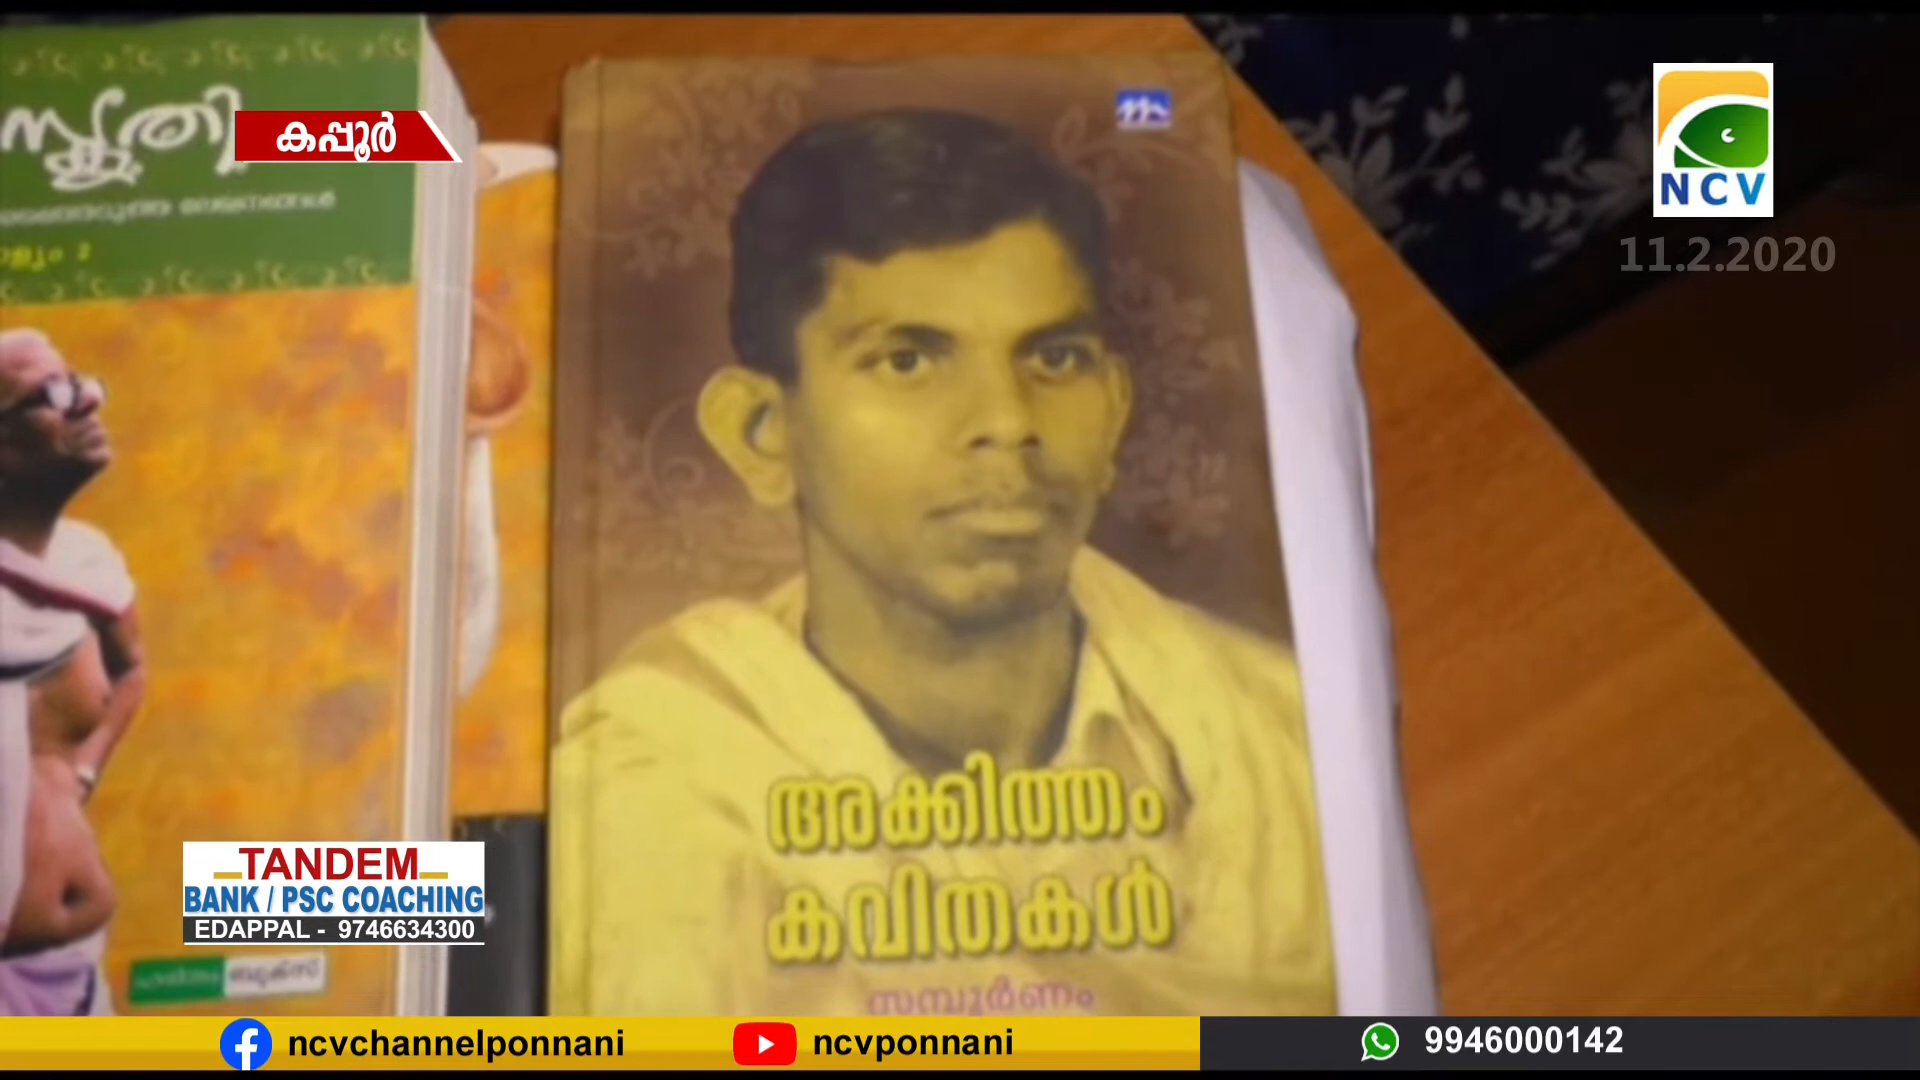 കപ്പൂർ
NCV
11.2.2020
അക്കിത്തം
കവിതകൾ
സമ്പൂർണം
TANDEM
BANK / PSC COACHING
EDAPPAL - 9746634300
ബുക്സ്
ncvchannelponnani
ncvponnani
9946000142